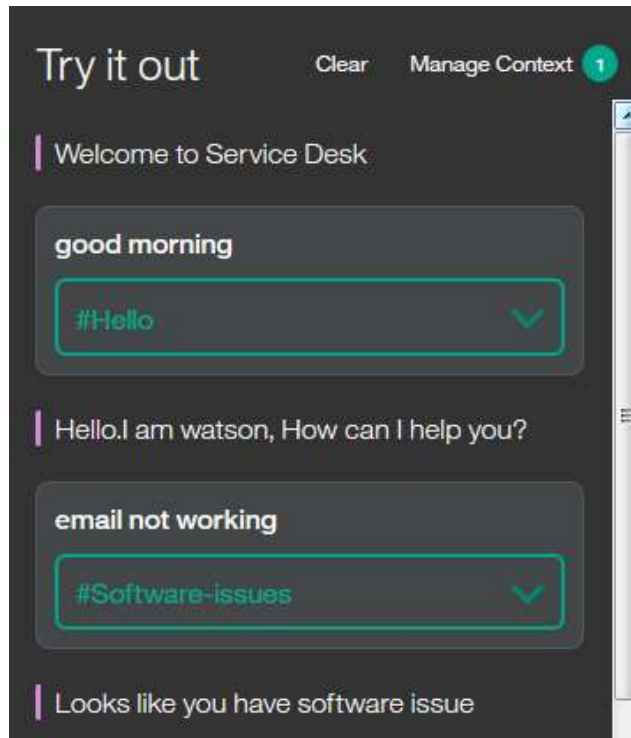 Try it out Clear Manage Context 1
Welcome to Service Desk
good morning
#Hello
Hello.I am watson, How can I help you?
email not working
#Software-issues
Looks like you have software issue